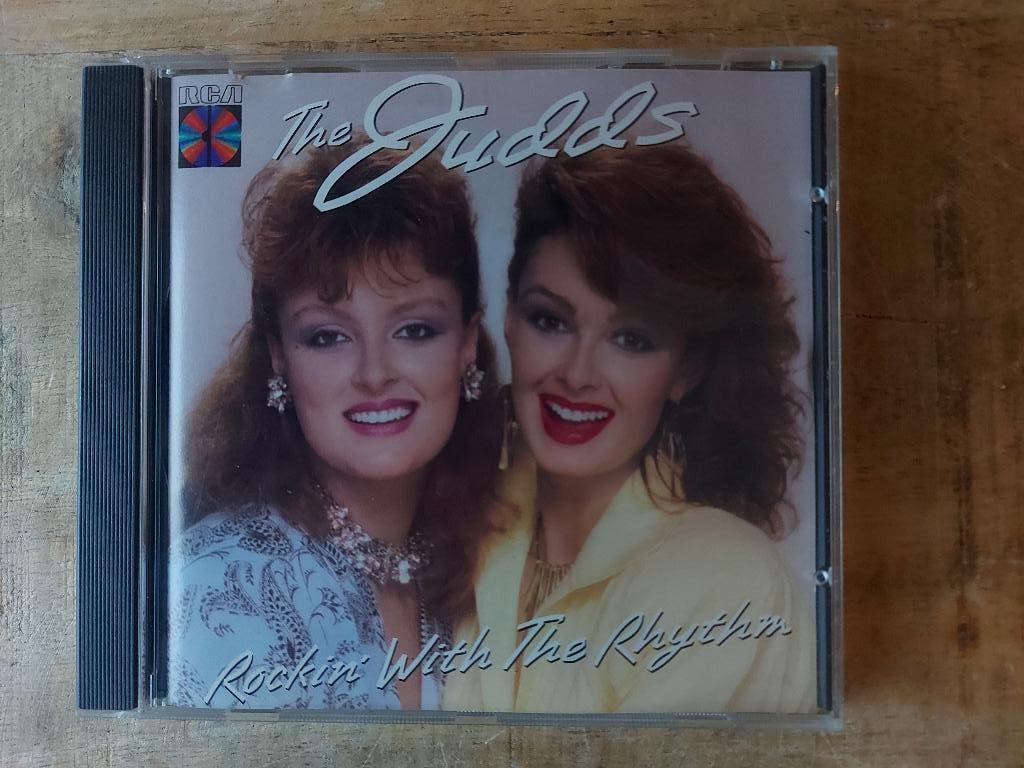 RCA
The Judds
Rockin' With The Rhythm